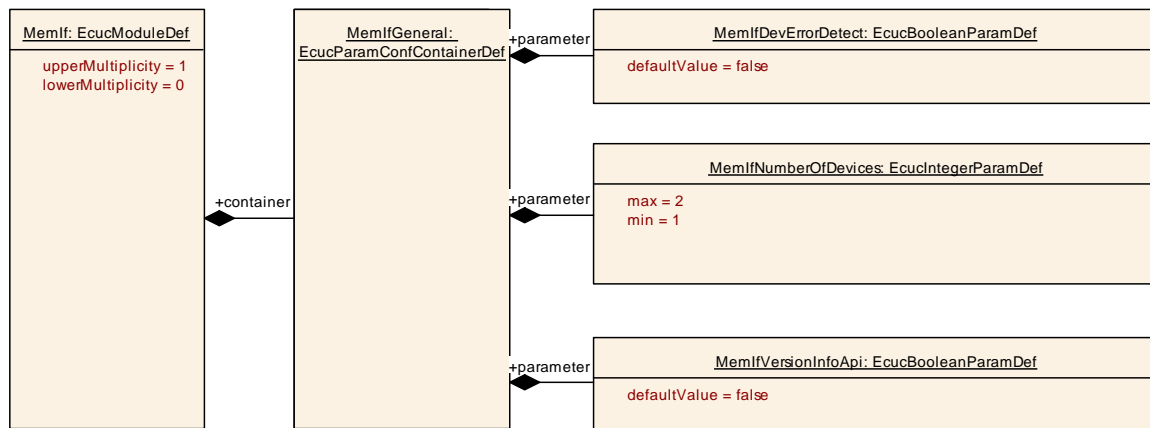 MemIf: EcucModuleDef
upperMultiplicity = 1
lowerMultiplicity = 0
+container
MemIfGeneral:
EcucParamConfContainerDef
+parameter
MemIfDevErrorDetect: EcucBooleanParamDef
defaultValue = false
+parameter
MemIfNumberOfDevices: EcucIntegerParamDef
max = 2
min = 1
+parameter
MemIfVersionInfoApi: EcucBooleanParamDef
defaultValue = false